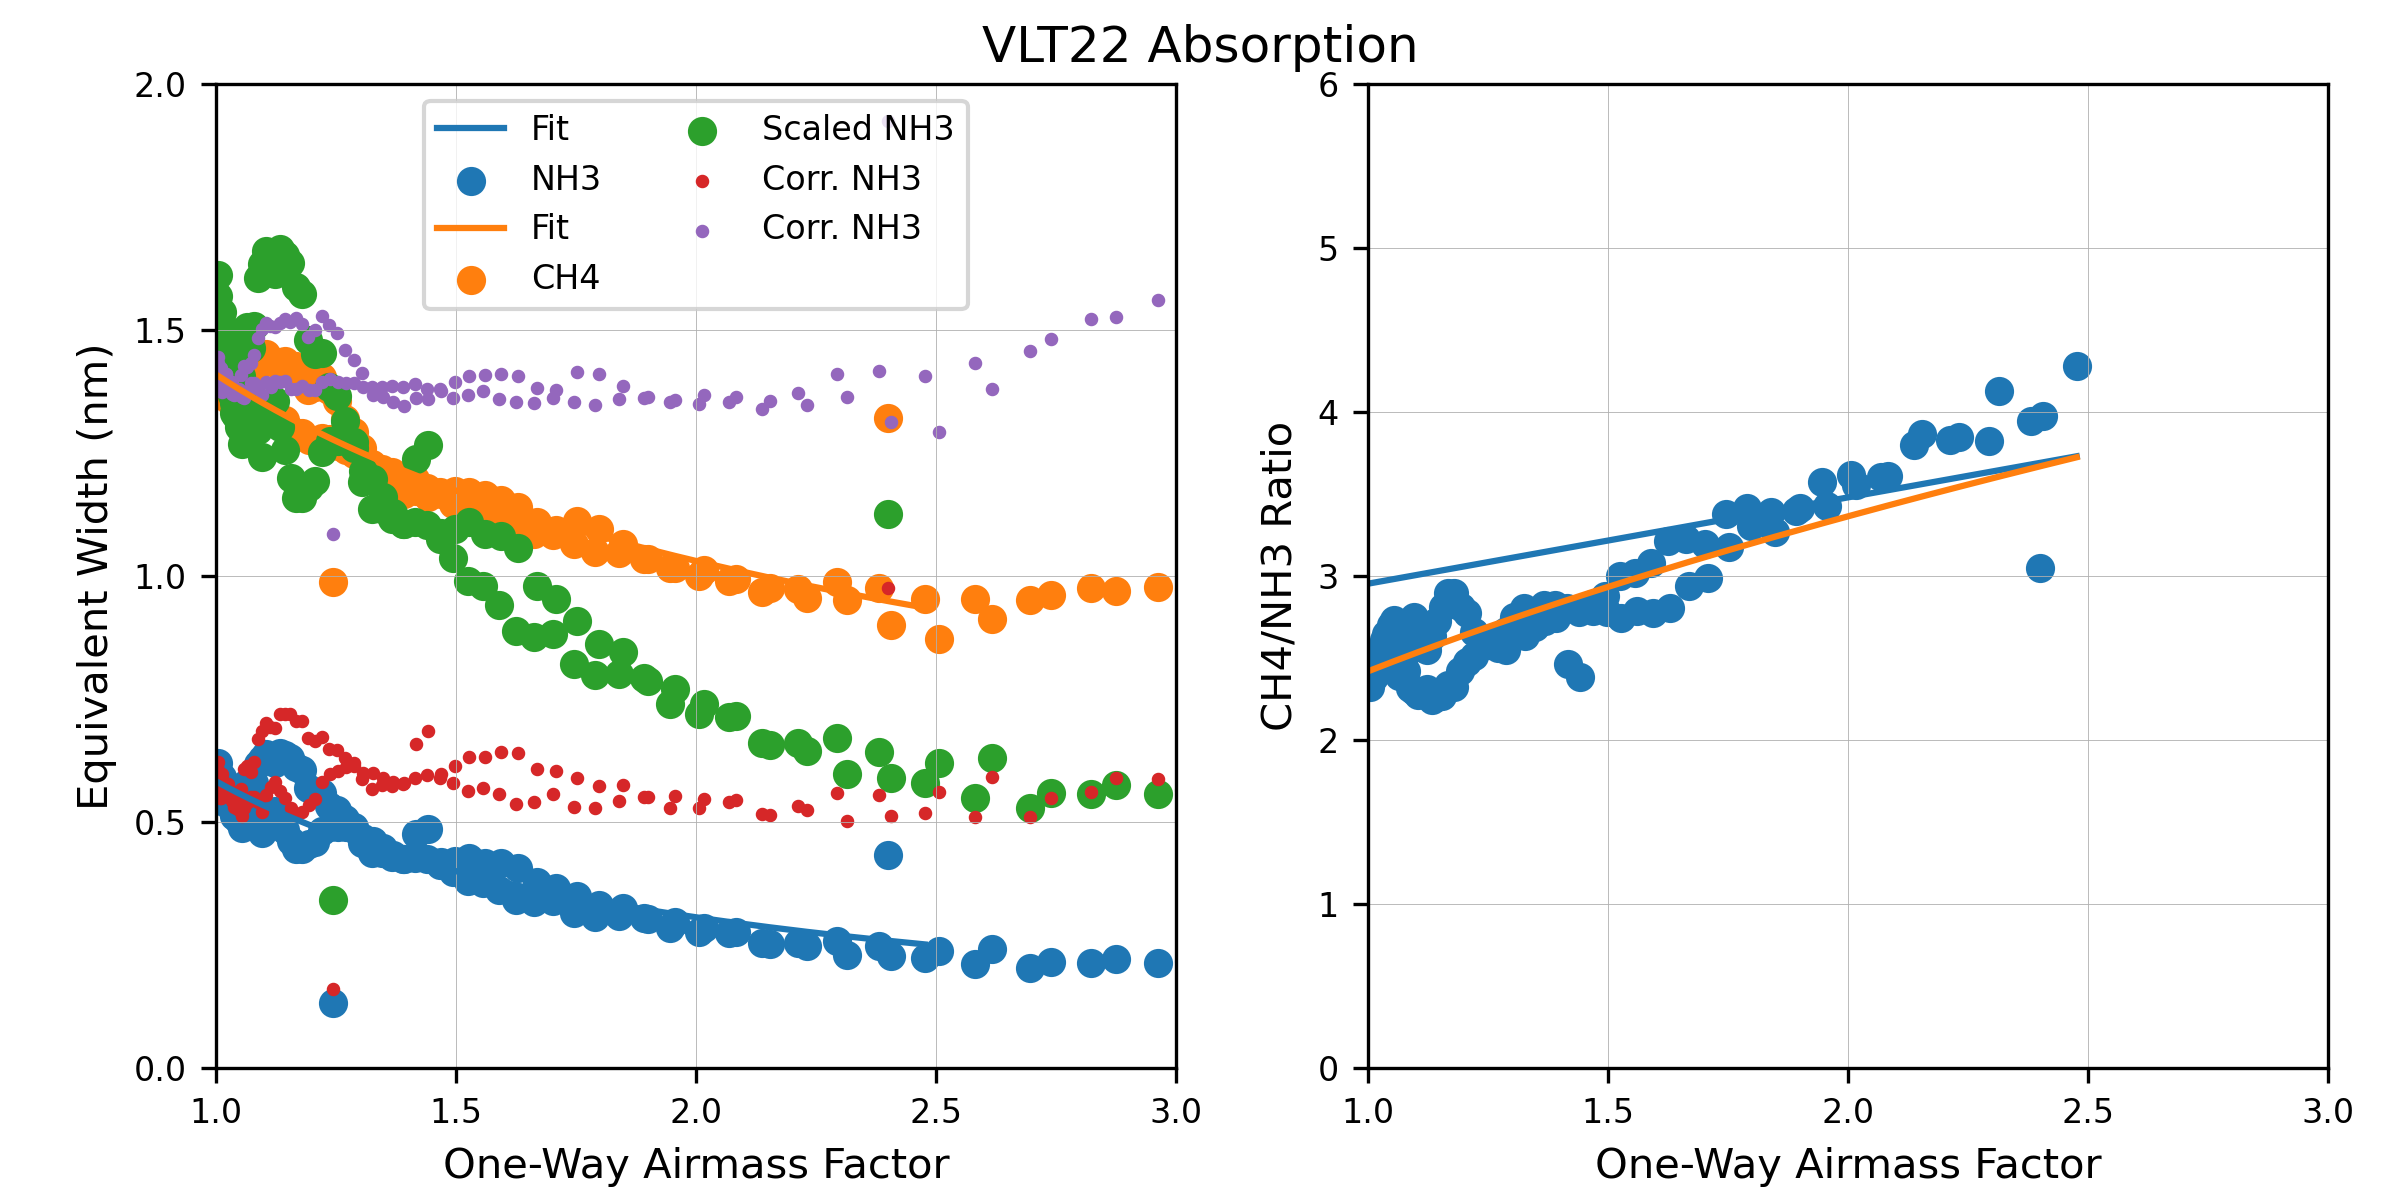 VLT22 Absorption
Fit
NH3
Fit
CH4
Scaled NH3
Corr. NH3
Corr. NH3
Equivalent Width (nm)
2.0
1.5
1.0
0.5
0.0
1.0 1.5 2.0 2.5 3.0
One-Way Airmass Factor
CH4/NH3 Ratio
6
5
4
3
2
1
0
1.0 1.5 2.0 2.5 3.0
One-Way Airmass Factor